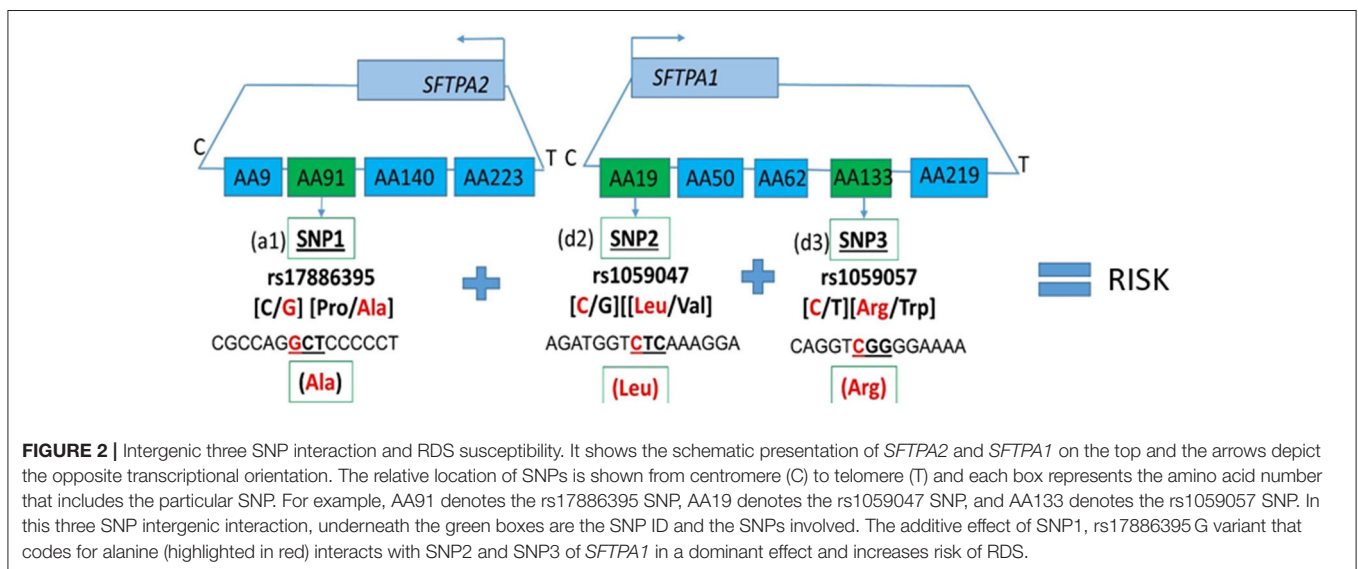 SFTPA2 SFTPA1
C T C T
AA9 AA91 AA140 AA223 AA19 AA50 AA62 AA133 AA219
(a1) SNP1 (d2) SNP2 (d3) SNP3
rs17886395 rs1059047 rs1059057
[C/G] [Pro/Ala] + [C/G][[Leu/Val] + [C/T][Arg/Trp] = RISK
CGCCAGGCTCCCCCT AGATGGTCTCAAAGGA CAGGTCGGGGAAAA
(Ala) (Leu) (Arg)
FIGURE 2 | Intergenic three SNP interaction and RDS susceptibility. It shows the schematic presentation of SFTPA2 and SFTPA1 on the top and the arrows depict
the opposite transcriptional orientation. The relative location of SNPs is shown from centromere (C) to telomere (T) and each box represents the amino acid number
that includes the particular SNP. For example, AA91 denotes the rs17886395 SNP, AA19 denotes the rs1059047 SNP, and AA133 denotes the rs1059057 SNP. In
this three SNP intergenic interaction, underneath the green boxes are the SNP ID and the SNPs involved. The additive effect of SNP1, rs17886395 G variant that
codes for alanine (highlighted in red) interacts with SNP2 and SNP3 of SFTPA1 in a dominant effect and increases risk of RDS.